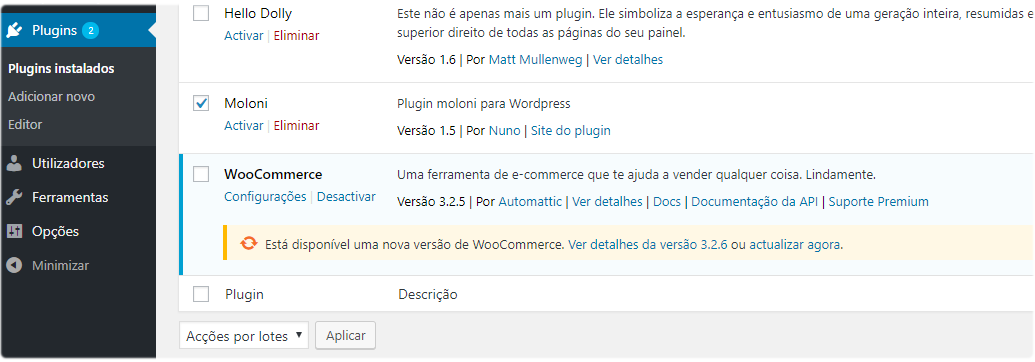 Plugins 2
Plugins instalados
Adicionar novo
Editor
Utilizadores
Ferramentas
Opções
Minimizar
Hello Dolly
Activar | Eliminar
Este não é apenas mais um plugin. Ele simboliza a esperança e entusiasmo de uma geração inteira, resumidas e
superior direito de todas as páginas do seu painel.
Versão 1.6 | Por Matt Mullenweg | Ver detalhes
Moloni
Activar | Eliminar
Plugin moloni para Wordpress
Versão 1.5 | Por Nuno | Site do plugin
WooCommerce
Configurações | Desactivar
Uma ferramenta de e-commerce que te ajuda a vender qualquer coisa. Lindamente.
Versão 3.2.5 | Por Automattic | Ver detalhes | Docs | Documentação da API | Suporte Premium
Está disponível uma nova versão de WooCommerce. Ver detalhes da versão 3.2.6 ou actualizar agora.
Plugin
Descrição
Acções por lotes
Aplicar